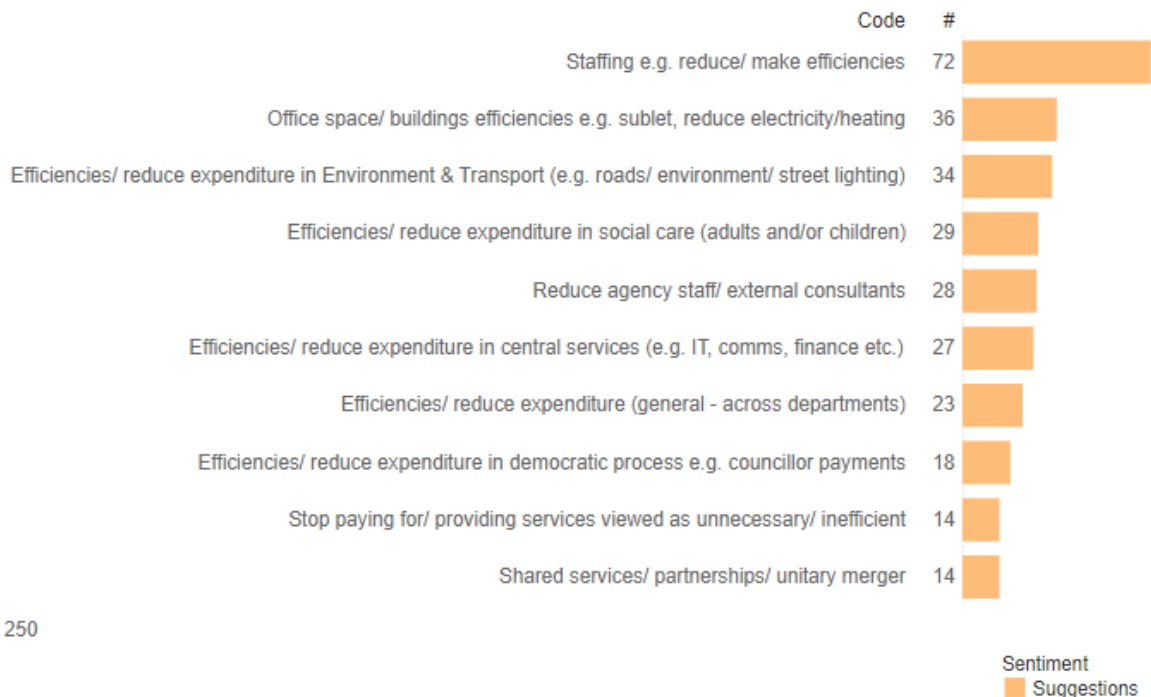 Code #
Staffing e.g. reduce/ make efficiencies 72
Office space/ buildings efficiencies e.g. sublet, reduce electricity/heating 36
Efficiencies/ reduce expenditure in Environment & Transport (e.g. roads/ environment/ street lighting) 34
Efficiencies/ reduce expenditure in social care (adults and/or children) 29
Reduce agency staff/ external consultants 28
Efficiencies/ reduce expenditure in central services (e.g. IT, comms, finance etc.) 27
Efficiencies/ reduce expenditure (general - across departments) 23
Efficiencies/ reduce expenditure in democratic process e.g. councillor payments 18
Stop paying for/ providing services viewed as unnecessary/ inefficient 14
Shared services/ partnerships/ unitary merger 14
250
Sentiment
Suggestions